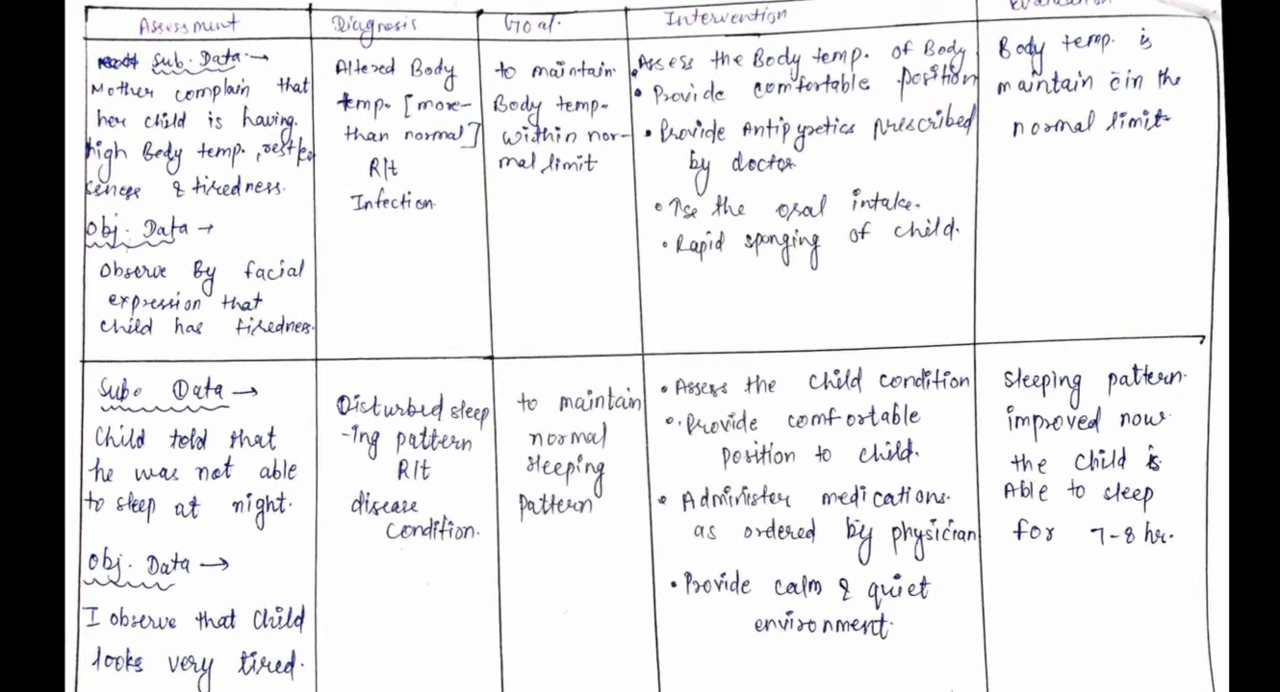 Assessment
Diagnosis
Goal.
Intervention
Evaluation
Sub. Data →
Mother complain that
her child is having.
high Body temp., restle
seness & tiredness.
Obj. Data →
Observe By facial
expression that
child has tiredness.
Altered Body
temp. [more-
than normal]
R/t
Infection.
to maintain
Body temp.
within nor-
mal limit
• Assess the Body temp. of Body
• Provide comfortable position
• Provide Antipyretics prescribed
by doctor
• ↑se the oral intake.
• Rapid sponging of child.
Body temp. is
maintain c̄in the
normal limit
Sub. Data →
Child told that
he was not able
to sleep at night.
Obj. Data →
I observe that child
looks very tired.
Disturbed sleep
-ing pattern
R/t
disease
condition.
to maintain
normal
sleeping
pattern
• Assess the child condition
• Provide comfortable
position to child.
• Administer medications.
as ordered by physician
• Provide calm & quiet
environment.
Sleeping pattern.
improved now
the child is
Able to sleep
for 7-8 hr.